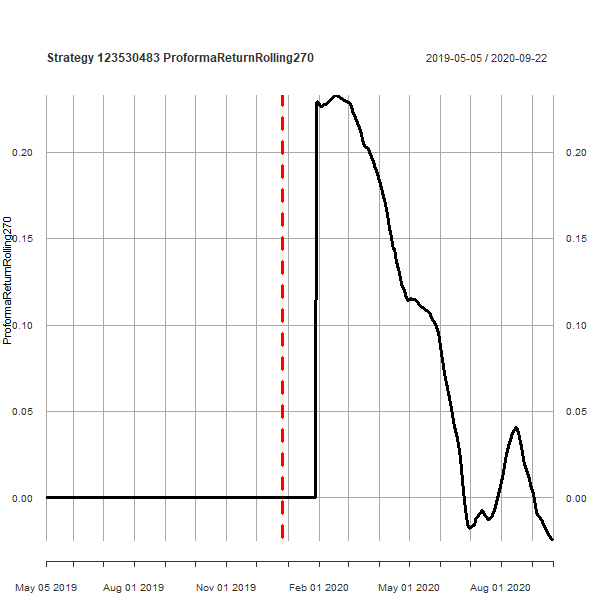 Strategy 123530483 ProformaReturnRolling270
2019-05-05 / 2020-09-22
ProformaReturnRolling270
0.20
0.15
0.10
0.05
0.00
0.20
0.15
0.10
0.05
0.00
May 05 2019
Aug 01 2019
Nov 01 2019
Feb 01 2020
May 01 2020
Aug 01 2020